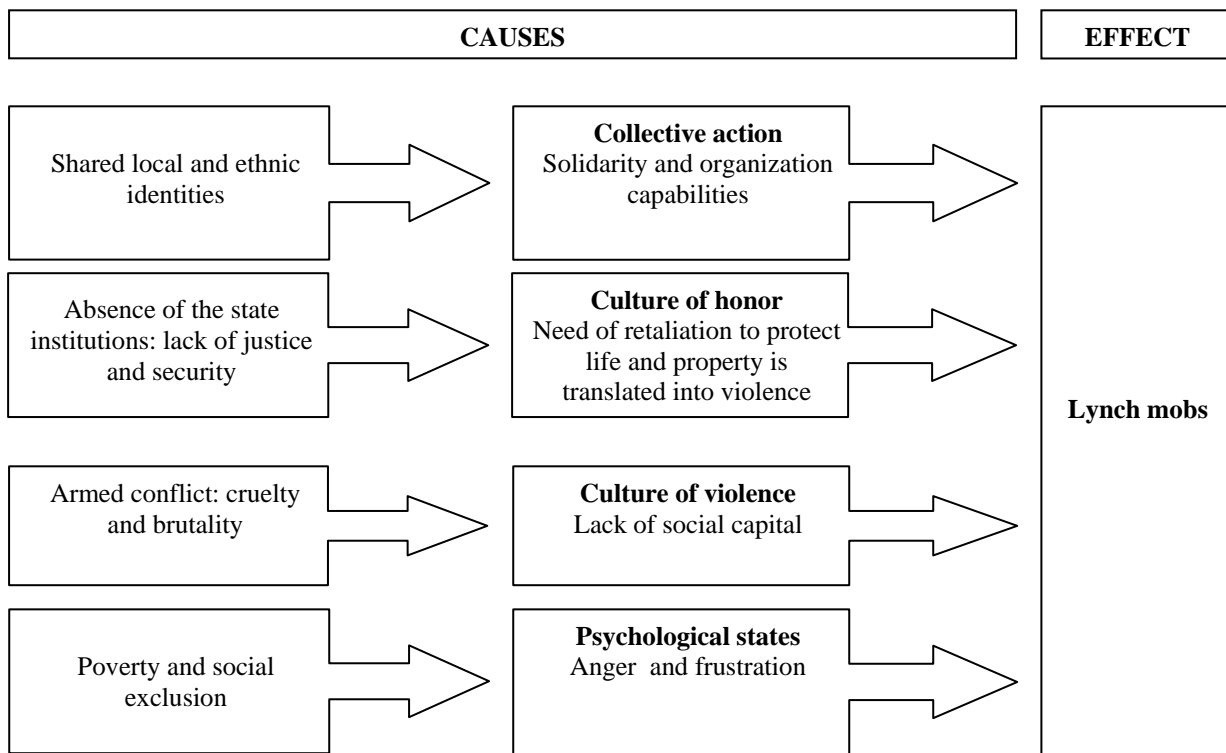 CAUSES
EFFECT
Shared local and ethnic
identities
Collective action
Solidarity and organization
capabilities
Absence of the state
institutions: lack of justice
and security
Culture of honor
Need of retaliation to protect
life and property is
translated into violence
Lynch mobs
Armed conflict: cruelty
and brutality
Culture of violence
Lack of social capital
Poverty and social
exclusion
Psychological states
Anger and frustration